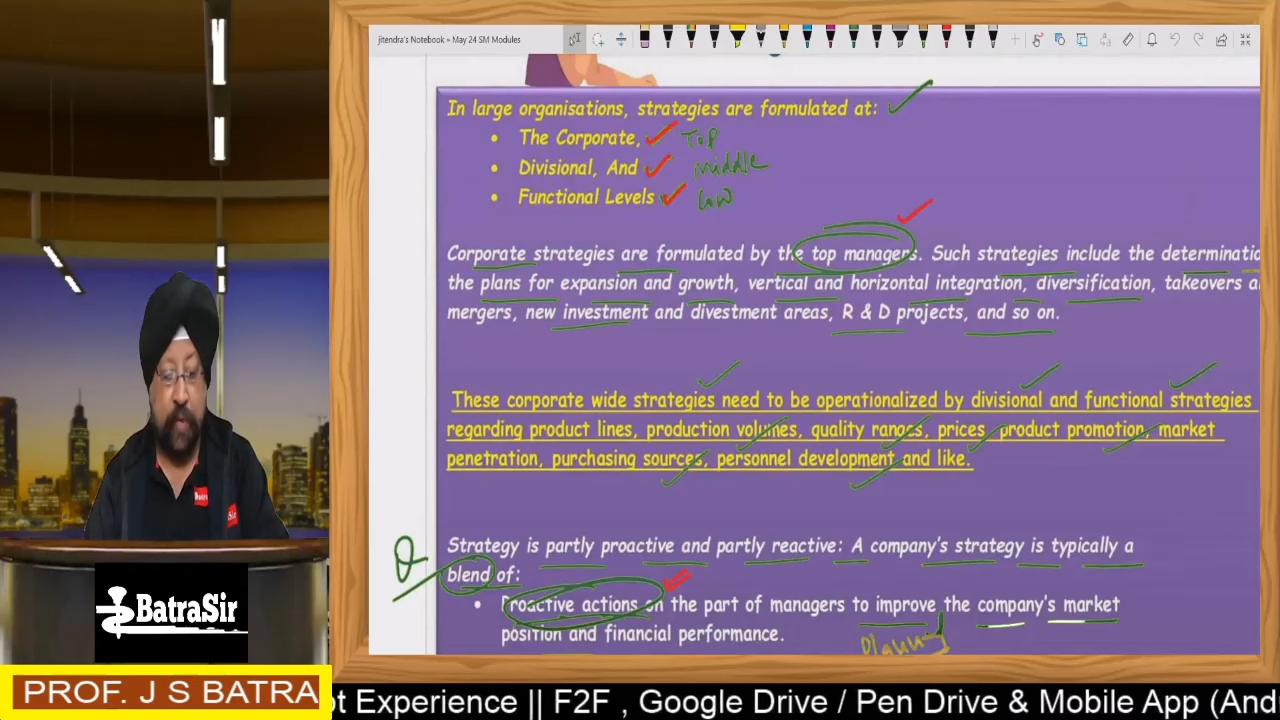 jitendra's Notebook » May 24 SM Modules
In large organisations, strategies are formulated at:
• The Corporate, Top
• Divisional, And Middle
• Functional Levels low
Corporate strategies are formulated by the top managers. Such strategies include the determinatio
the plans for expansion and growth, vertical and horizontal integration, diversification, takeovers a
mergers, new investment and divestment areas, R & D projects, and so on.
These corporate wide strategies need to be operationalized by divisional and functional strategies
regarding product lines, production volumes, quality ranges, prices, product promotion, market
penetration, purchasing sources, personnel development and like.
Q
Strategy is partly proactive and partly reactive: A company's strategy is typically a
blend of:
• Proactive actions on the part of managers to improve the company's market
position and financial performance.
BatraSir
PROF. J S BATRA
ot Experience || F2F , Google Drive / Pen Drive & Mobile App (And